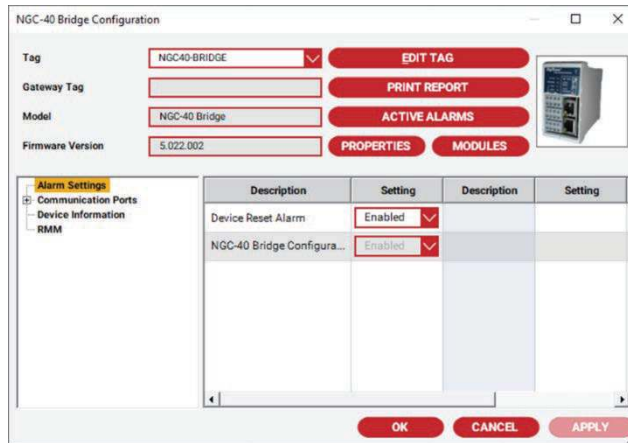 NGC-40 Bridge Configuration
Tag NGC40-BRIDGE EDIT TAG
Gateway Tag PRINT REPORT
Model NGC-40 Bridge ACTIVE ALARMS
Firmware Version 5.022.002 PROPERTIES MODULES
Alarm Settings
Communication Ports
Device Information
RMM
Description Setting Description Setting
Device Reset Alarm Enabled
NGC-40 Bridge Configura... Enabled
OK CANCEL APPLY